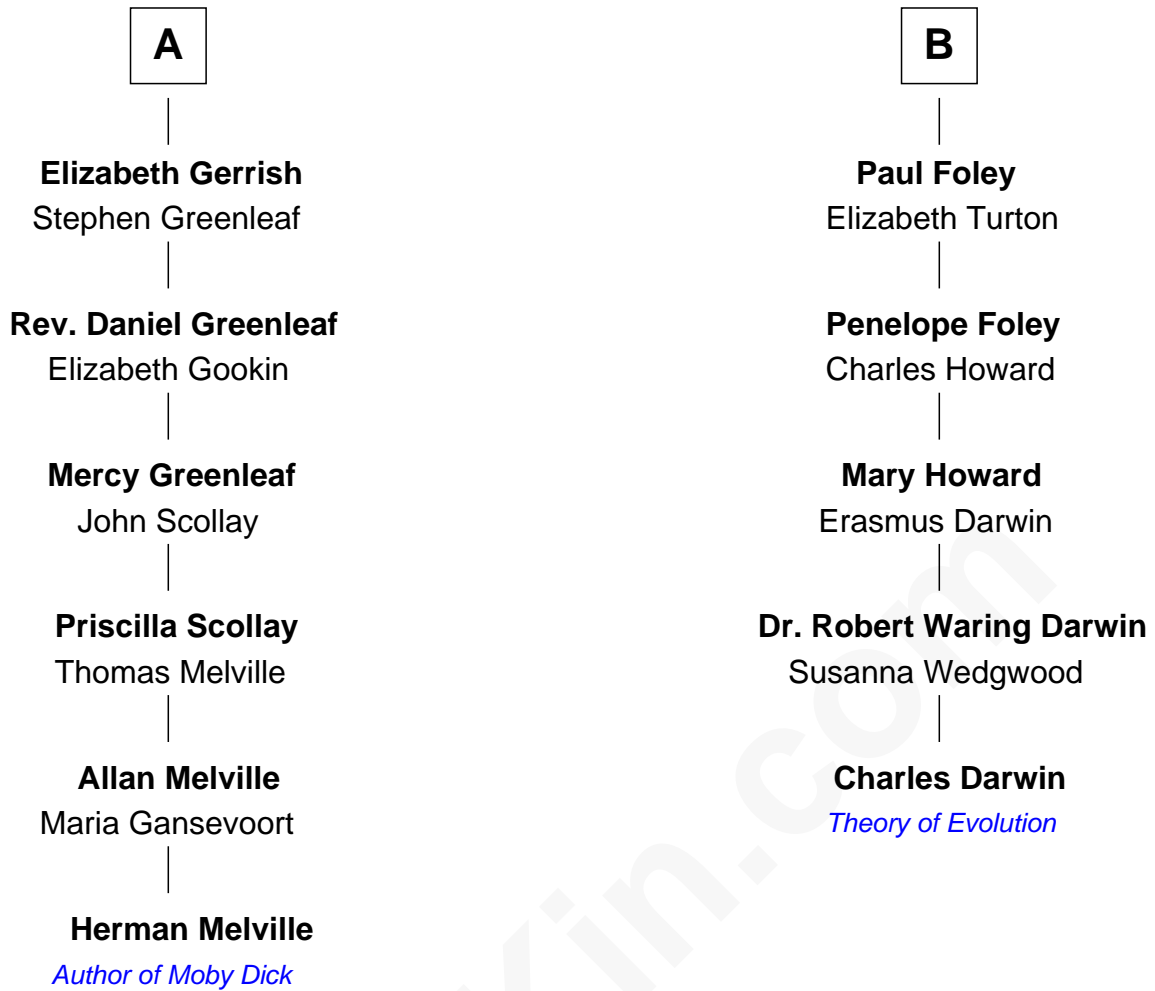 A
Elizabeth Gerrish
Stephen Greenleaf
Rev. Daniel Greenleaf
Elizabeth Gookin
Mercy Greenleaf
John Scollay
Priscilla Scollay
Thomas Melville
Allan Melville
Maria Gansevoort
Herman Melville
Author of Moby Dick
B
Paul Foley
Elizabeth Turton
Penelope Foley
Charles Howard
Mary Howard
Erasmus Darwin
Dr. Robert Waring Darwin
Susanna Wedgwood
Charles Darwin
Theory of Evolution
Kin.com